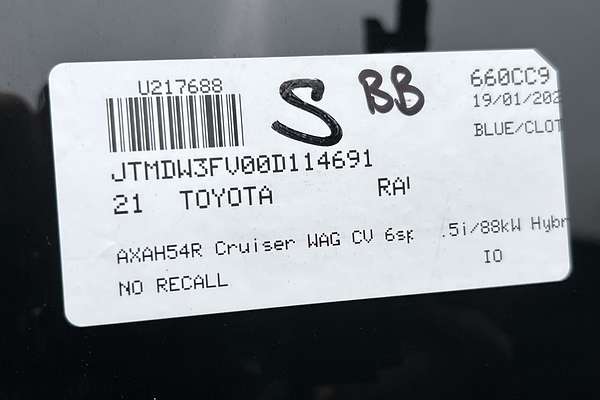 U217688
S BB
660CC9
19/01/202
BLUE/CLOT
JTMDW3FV00D114691
21 TOYOTA RAV
AXAH54R Cruiser WAG CV 6sp .5i/88kW Hybr
IO
NO RECALL